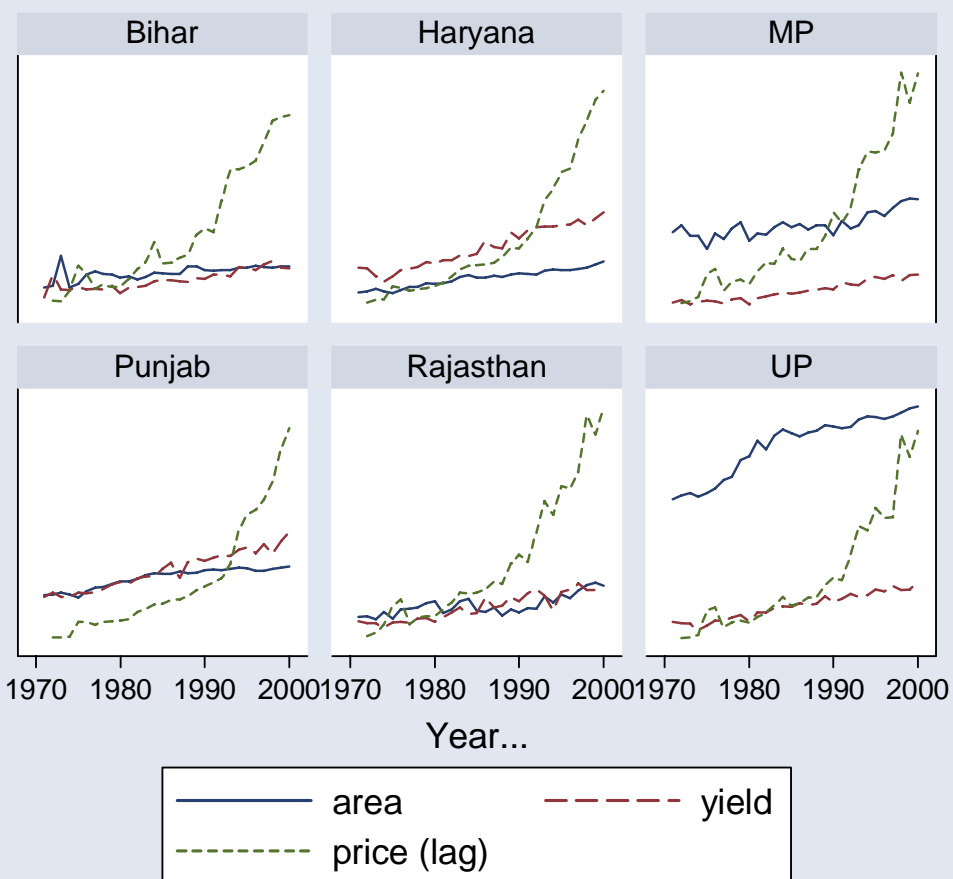 Bihar Haryana MP
Punjab Rajasthan UP
1970 1980 1990 2000 1970 1980 1990 2000 1970 1980 1990 2000
Year...
area yield
price (lag)